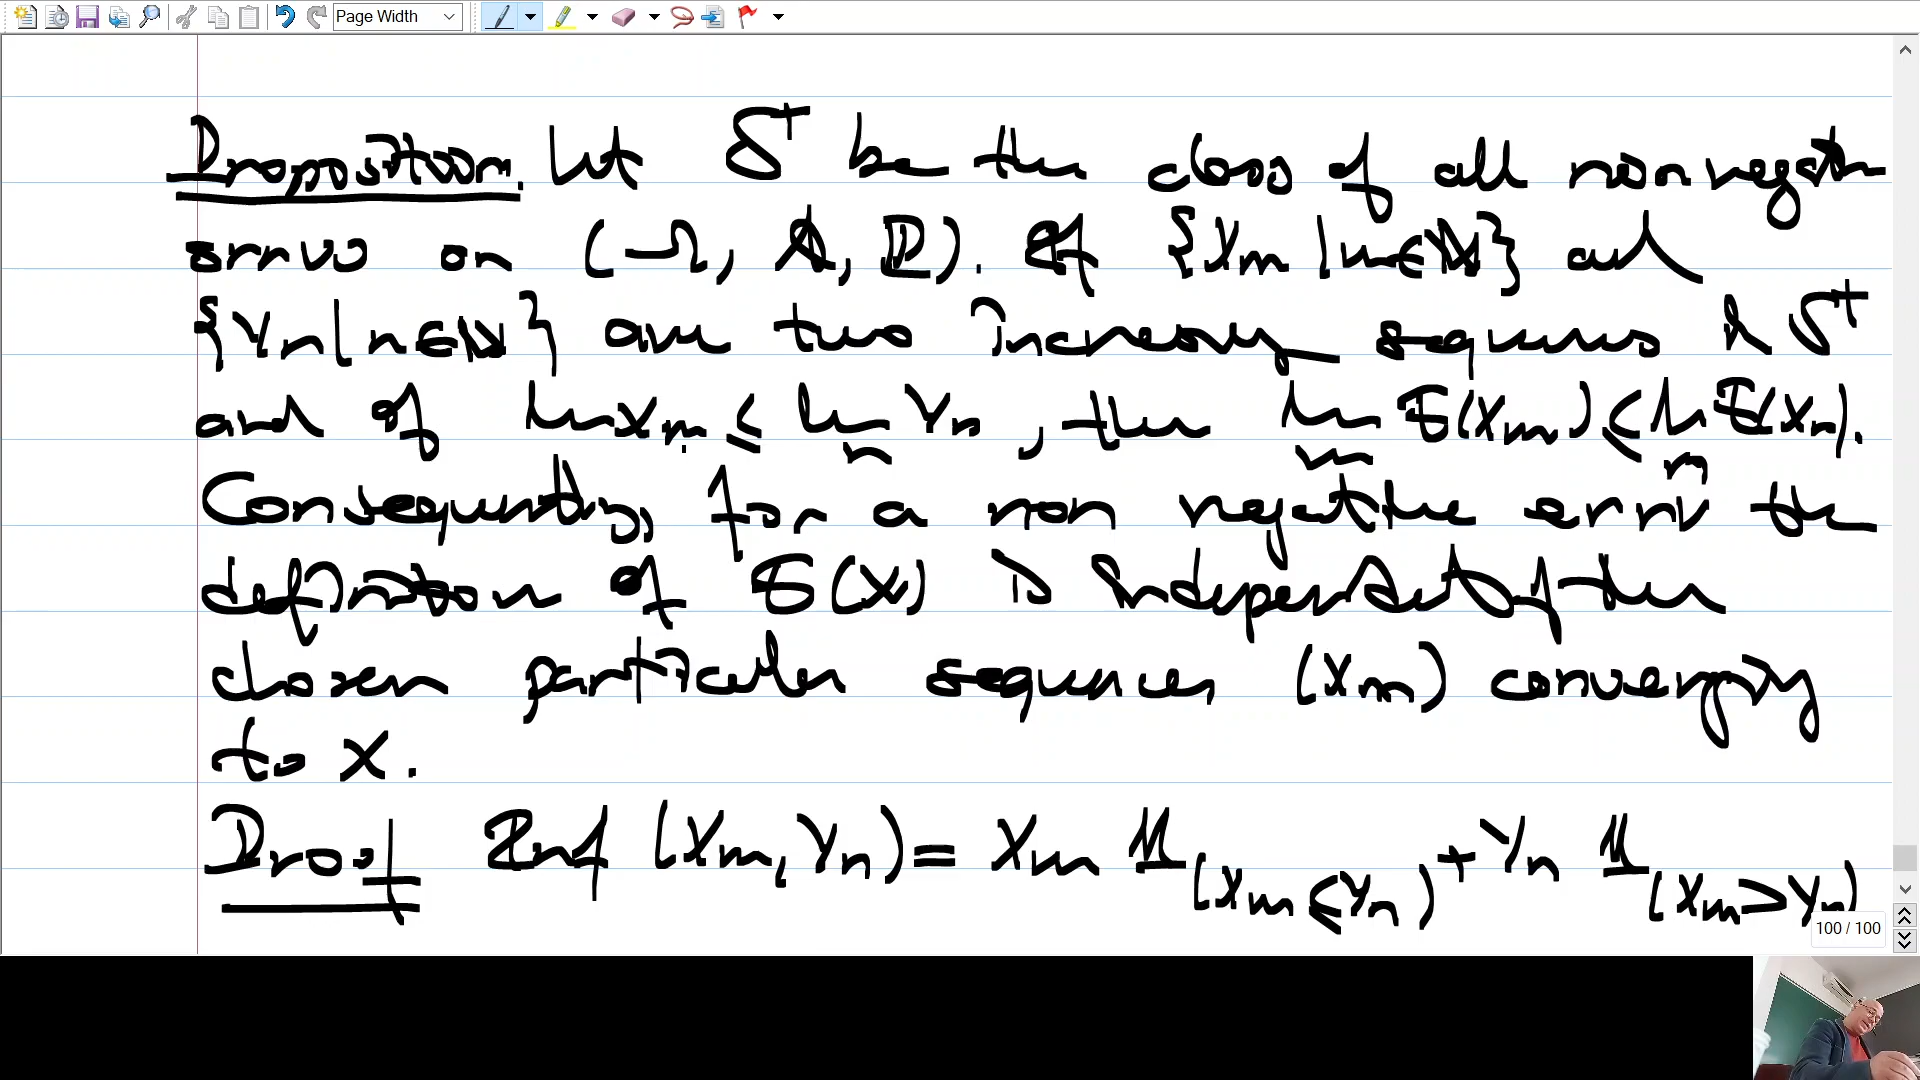 Page Width
Proposition. Let S⁺ be the class of all nonnegative
srrvs on (Ω, A, P). If {Xm | m∈N} and
{Yn | n∈N} are two increasing sequences in S⁺
and if lim Xm ≤ lim Yn, then lim E(Xm) ≤ lim E(Xn).
n m n
Consequently, for a non negative errv the
definition of E(X) is independent of the
chosen particular sequences (Xm) converging
to X.
Proof Inf (Xm, Yn) = Xm 1(Xm ≤ Yn) + Yn 1(Xm > Yn)
100 / 100